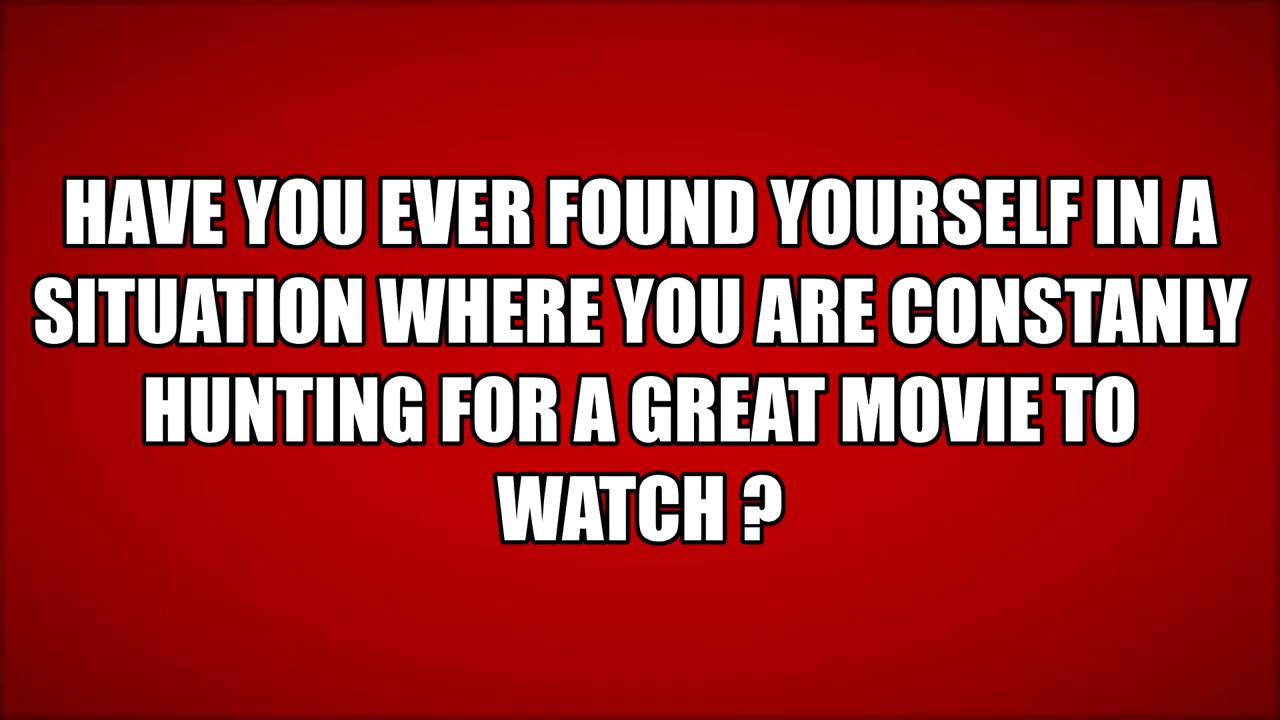 HAVE YOU EVER FOUND YOURSELF IN A
SITUATION WHERE YOU ARE CONSTANLY
HUNTING FOR A GREAT MOVIE TO
WATCH ?